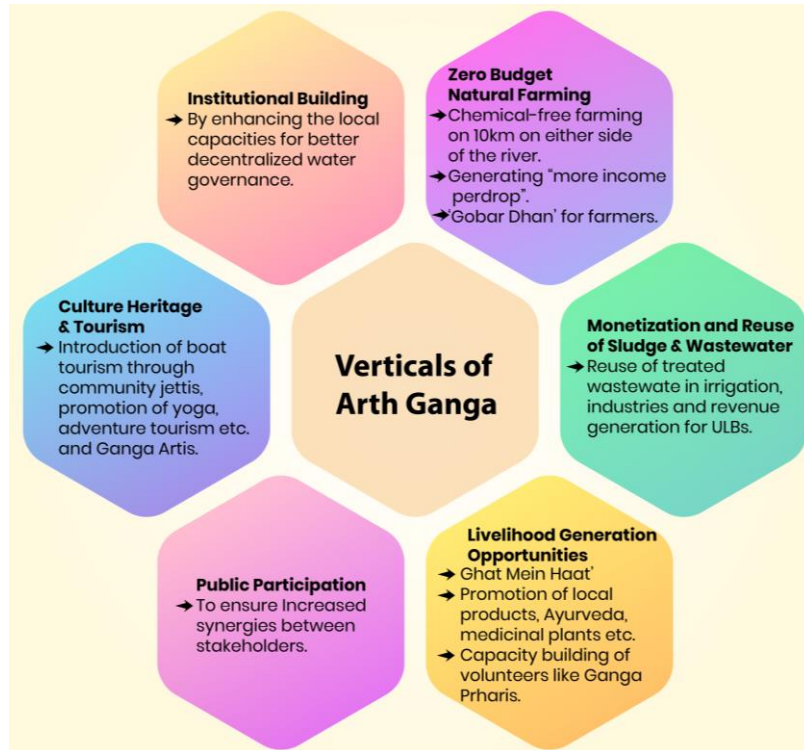 Institutional Building
➔ By enhancing the local
capacities for better
decentralized water
governance.
Zero Budget
Natural Farming
➔ Chemical-free farming
on 10km on either side
of the river.
➔ Generating “more income
perdrop”.
➔ ‘Gobar Dhan’ for farmers.
Culture Heritage
& Tourism
➔ Introduction of boat
tourism through
community jettis,
promotion of yoga,
adventure tourism etc.
and Ganga Artis.
Verticals of
Arth Ganga
Monetization and Reuse
of Sludge & Wastewater
➔ Reuse of treated
wastewate in irrigation,
industries and revenue
generation for ULBs.
Public Participation
➔ To ensure Increased
synergies between
stakeholders.
Livelihood Generation
Opportunities
➔ Ghat Mein Haat’
➔ Promotion of local
products, Ayurveda,
medicinal plants etc.
➔ Capacity building of
volunteers like Ganga
Prharis.